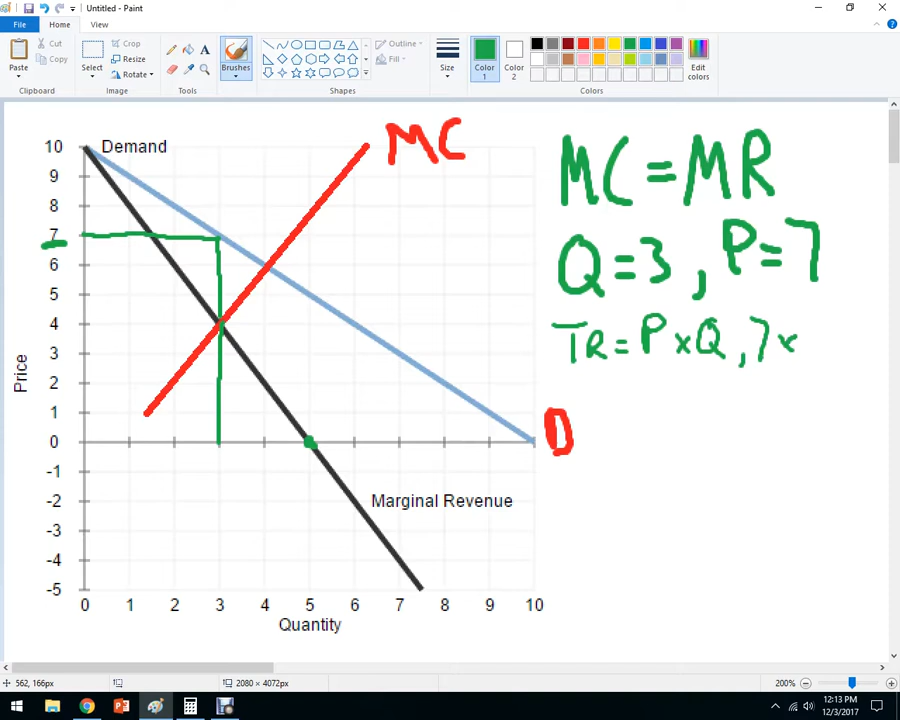 Untitled - Paint
File Home View
Paste
Cut
Copy
Clipboard
Select
Crop
Resize
Rotate
Image
A
Tools
Brushes
Outline
Fill
Shapes
Size
Color 1
Color 2
Edit colors
Colors
Demand
MC
MC = MR
Q = 3 , P = 7
TR = P x Q , 7 x
D
Marginal Revenue
Price
10
9
8
7
6
5
4
3
2
1
0
-1
-2
-3
-4
-5
0 1 2 3 4 5 6 7 8 9 10
Quantity
562, 166px
2080 × 4072px
200%
12:13 PM
12/3/2017